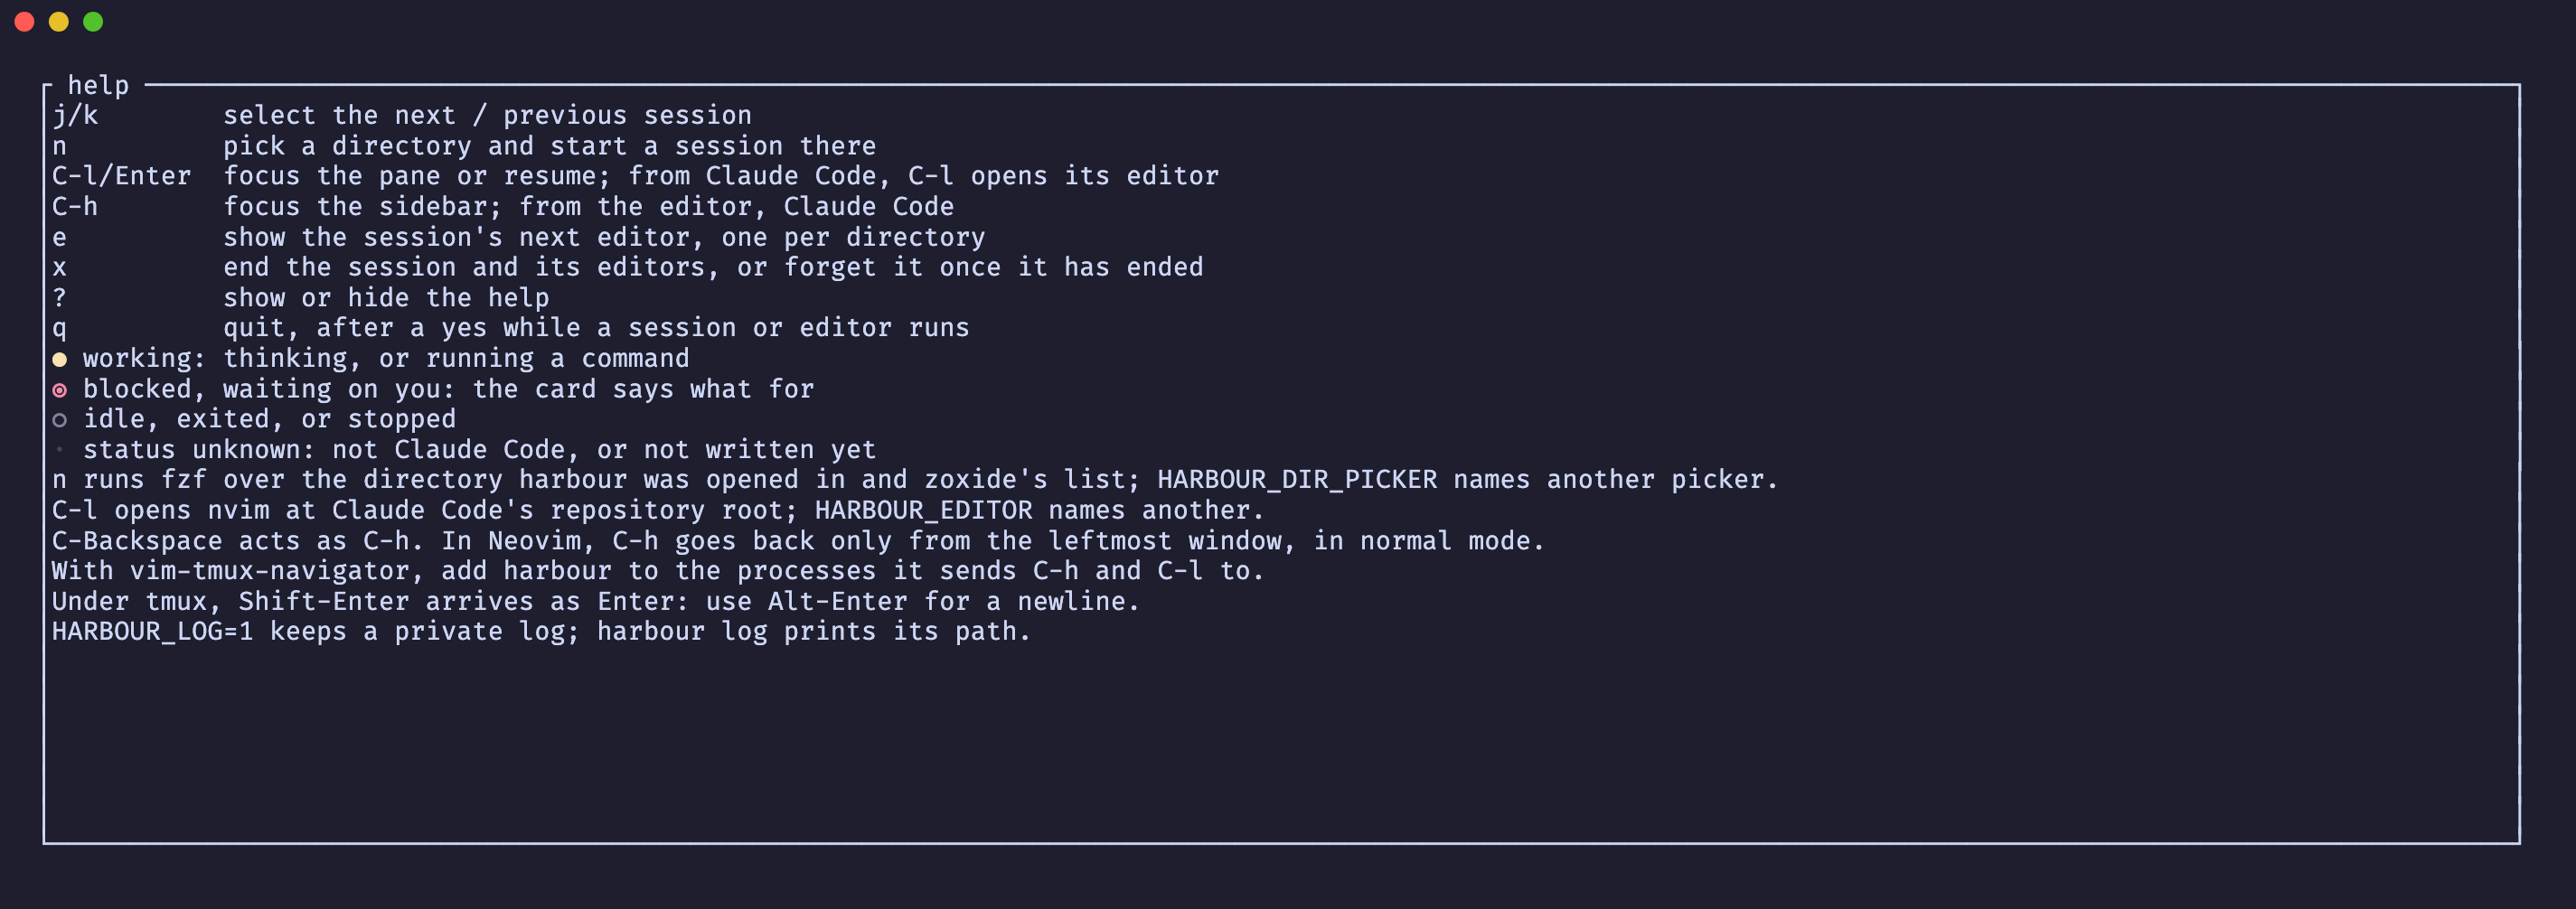 help
j/k        select the next / previous session
n          pick a directory and start a session there
C-l/Enter  focus the pane or resume; from Claude Code, C-l opens its editor
C-h        focus the sidebar; from the editor, Claude Code
e          show the session's next editor, one per directory
x          end the session and its editors, or forget it once it has ended
?          show or hide the help
q          quit, after a yes while a session or editor runs
● working: thinking, or running a command
◉ blocked, waiting on you: the card says what for
○ idle, exited, or stopped
· status unknown: not Claude Code, or not written yet
n runs fzf over the directory harbour was opened in and zoxide's list; HARBOUR_DIR_PICKER names another picker.
C-l opens nvim at Claude Code's repository root; HARBOUR_EDITOR names another.
C-Backspace acts as C-h. In Neovim, C-h goes back only from the leftmost window, in normal mode.
With vim-tmux-navigator, add harbour to the processes it sends C-h and C-l to.
Under tmux, Shift-Enter arrives as Enter: use Alt-Enter for a newline.
HARBOUR_LOG=1 keeps a private log; harbour log prints its path.